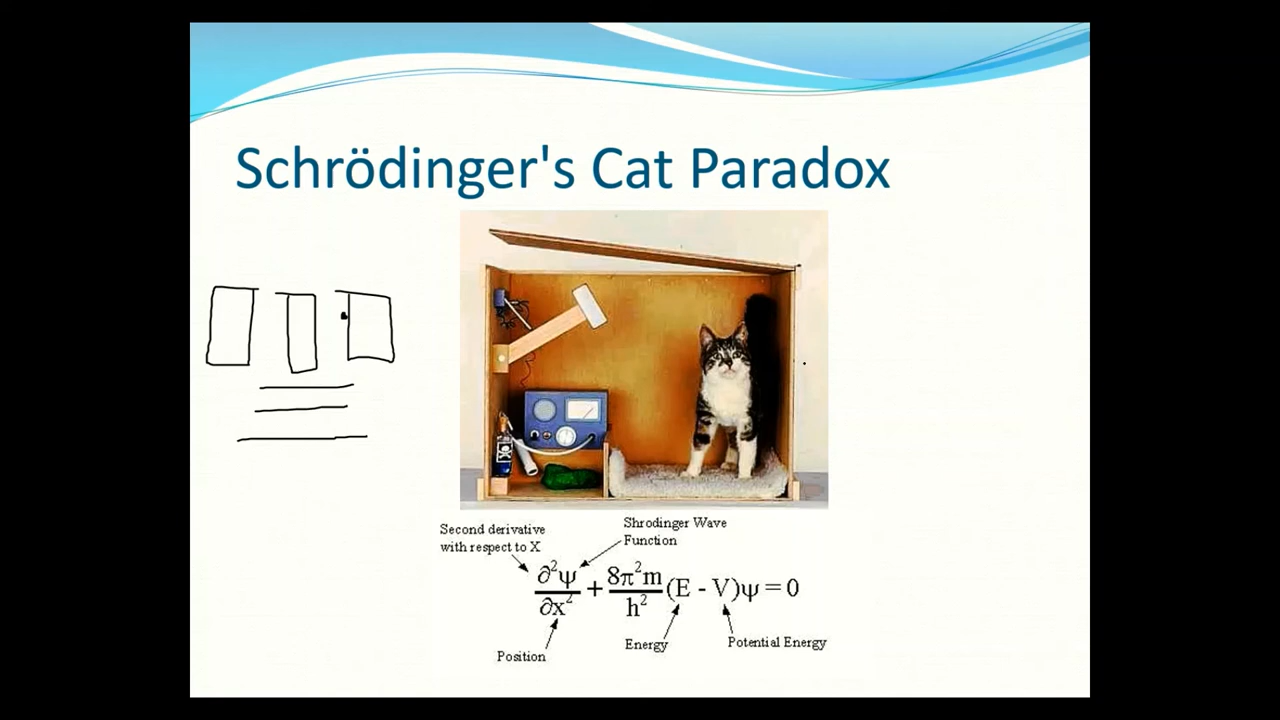 Schrödinger's Cat Paradox
Second derivative
with respect to X
Shrodinger Wave
Function
∂²ψ/∂x² + 8π²m/h² (E - V)ψ = 0
Energy
Potential Energy
Position